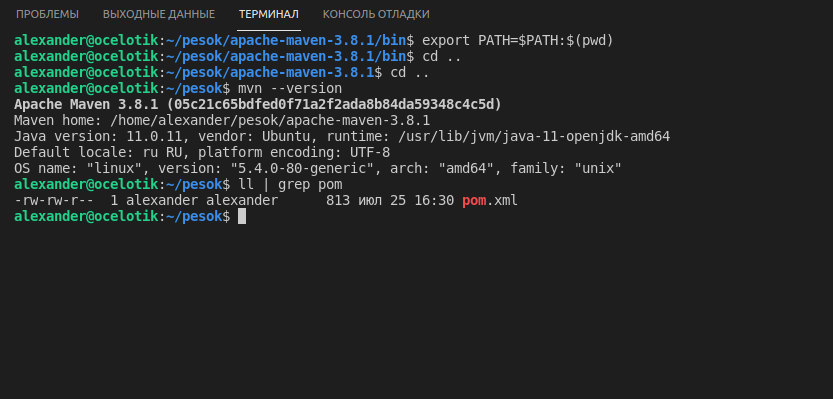 ПРОБЛЕМЫ ВЫХОДНЫЕ ДАННЫЕ ТЕРМИНАЛ КОНСОЛЬ ОТЛАДКИ
alexander@ocelotik:~/pesok/apache-maven-3.8.1/bin$ export PATH=$PATH:$(pwd)
alexander@ocelotik:~/pesok/apache-maven-3.8.1/bin$ cd ..
alexander@ocelotik:~/pesok/apache-maven-3.8.1$ cd ..
alexander@ocelotik:~/pesok$ mvn --version
Apache Maven 3.8.1 (05c21c65bdfed0f71a2f2ada8b84da59348c4c5d)
Maven home: /home/alexander/pesok/apache-maven-3.8.1
Java version: 11.0.11, vendor: Ubuntu, runtime: /usr/lib/jvm/java-11-openjdk-amd64
Default locale: ru RU, platform encoding: UTF-8
OS name: "linux", version: "5.4.0-80-generic", arch: "amd64", family: "unix"
alexander@ocelotik:~/pesok$ ll | grep pom
-rw-rw-r--  1 alexander alexander      813 июл 25 16:30 pom.xml
alexander@ocelotik:~/pesok$